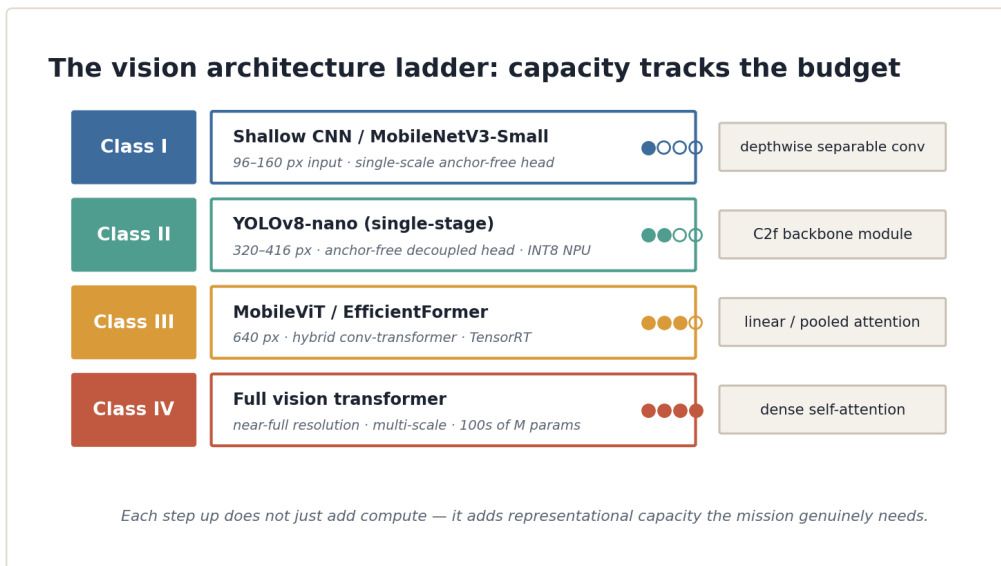 The vision architecture ladder: capacity tracks the budget
Class I
Shallow CNN / MobileNetV3-Small
96–160 px input · single-scale anchor-free head
depthwise separable conv
Class II
YOLOv8-nano (single-stage)
320–416 px · anchor-free decoupled head · INT8 NPU
C2f backbone module
Class III
MobileViT / EfficientFormer
640 px · hybrid conv-transformer · TensorRT
linear / pooled attention
Class IV
Full vision transformer
near-full resolution · multi-scale · 100s of M params
dense self-attention
Each step up does not just add compute — it adds representational capacity the mission genuinely needs.